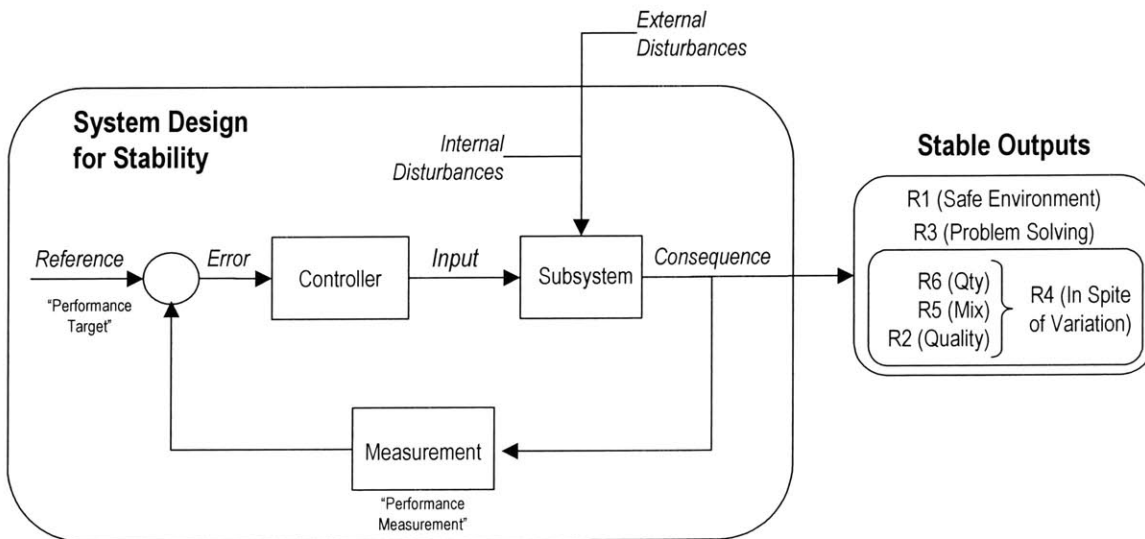 External
Disturbances
System Design
for Stability
Internal
Disturbances
Stable Outputs
R1 (Safe Environment)
R3 (Problem Solving)
Reference
Error
Controller
Input
Subsystem
Consequence
"Performance
Target"
R6 (Qty)
R5 (Mix)
R2 (Quality)
R4 (In Spite
of Variation)
Measurement
"Performance
Measurement"